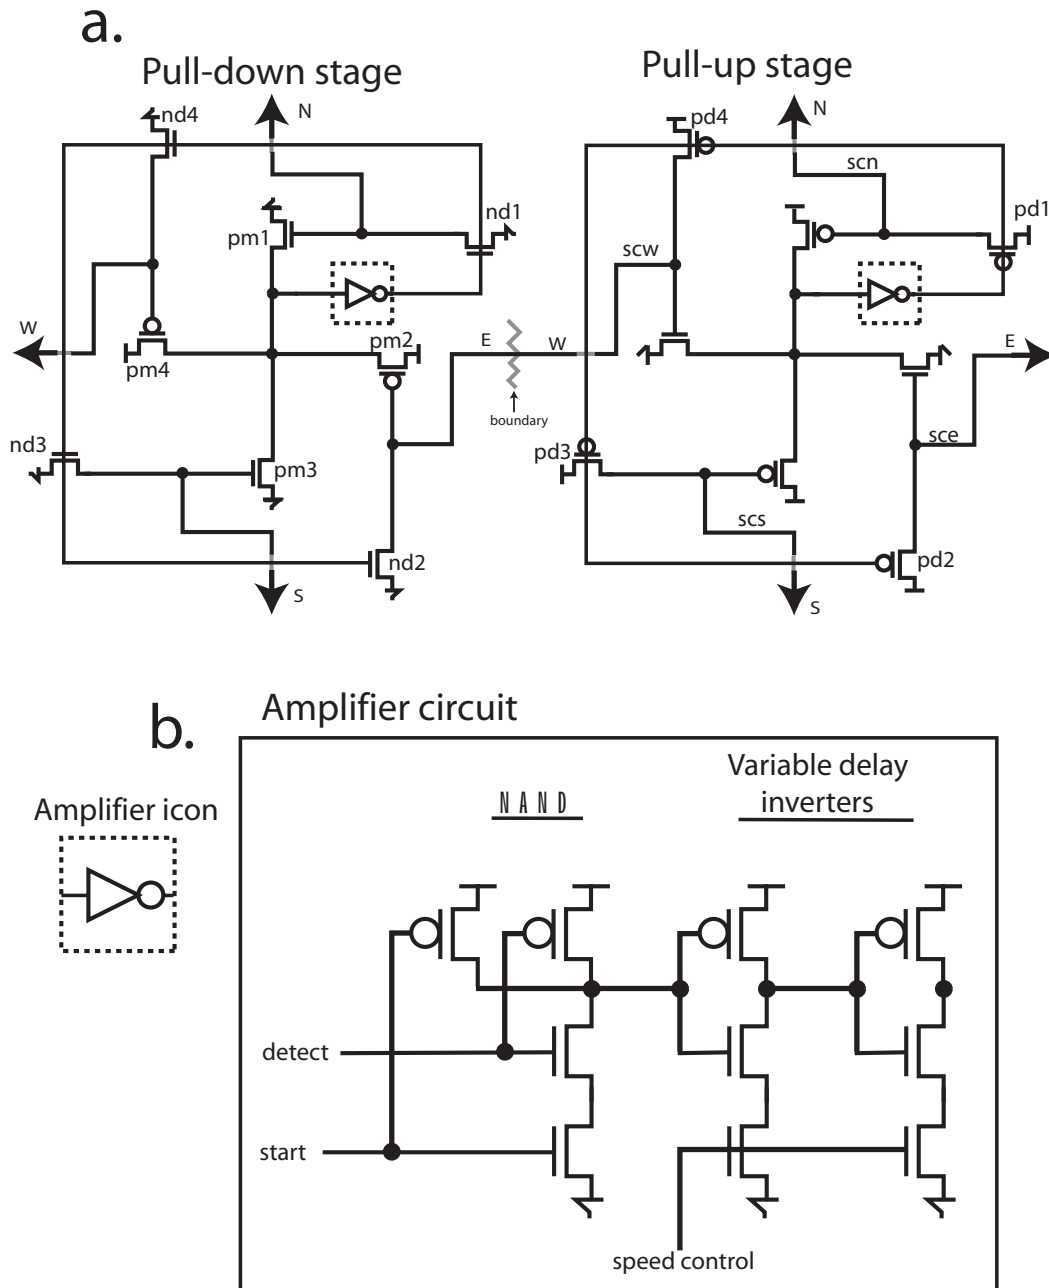 a.
Pull-down stage
Pull-up stage
nd4
N
pd4
N
scn
nd1
pd1
pm1
scw
W
pm4
pm2
E
W
E
boundary
nd3
pm3
pd3
sce
scs
nd2
pd2
S
S
b.
Amplifier circuit
Amplifier icon
NAND
Variable delay
inverters
detect
start
speed control